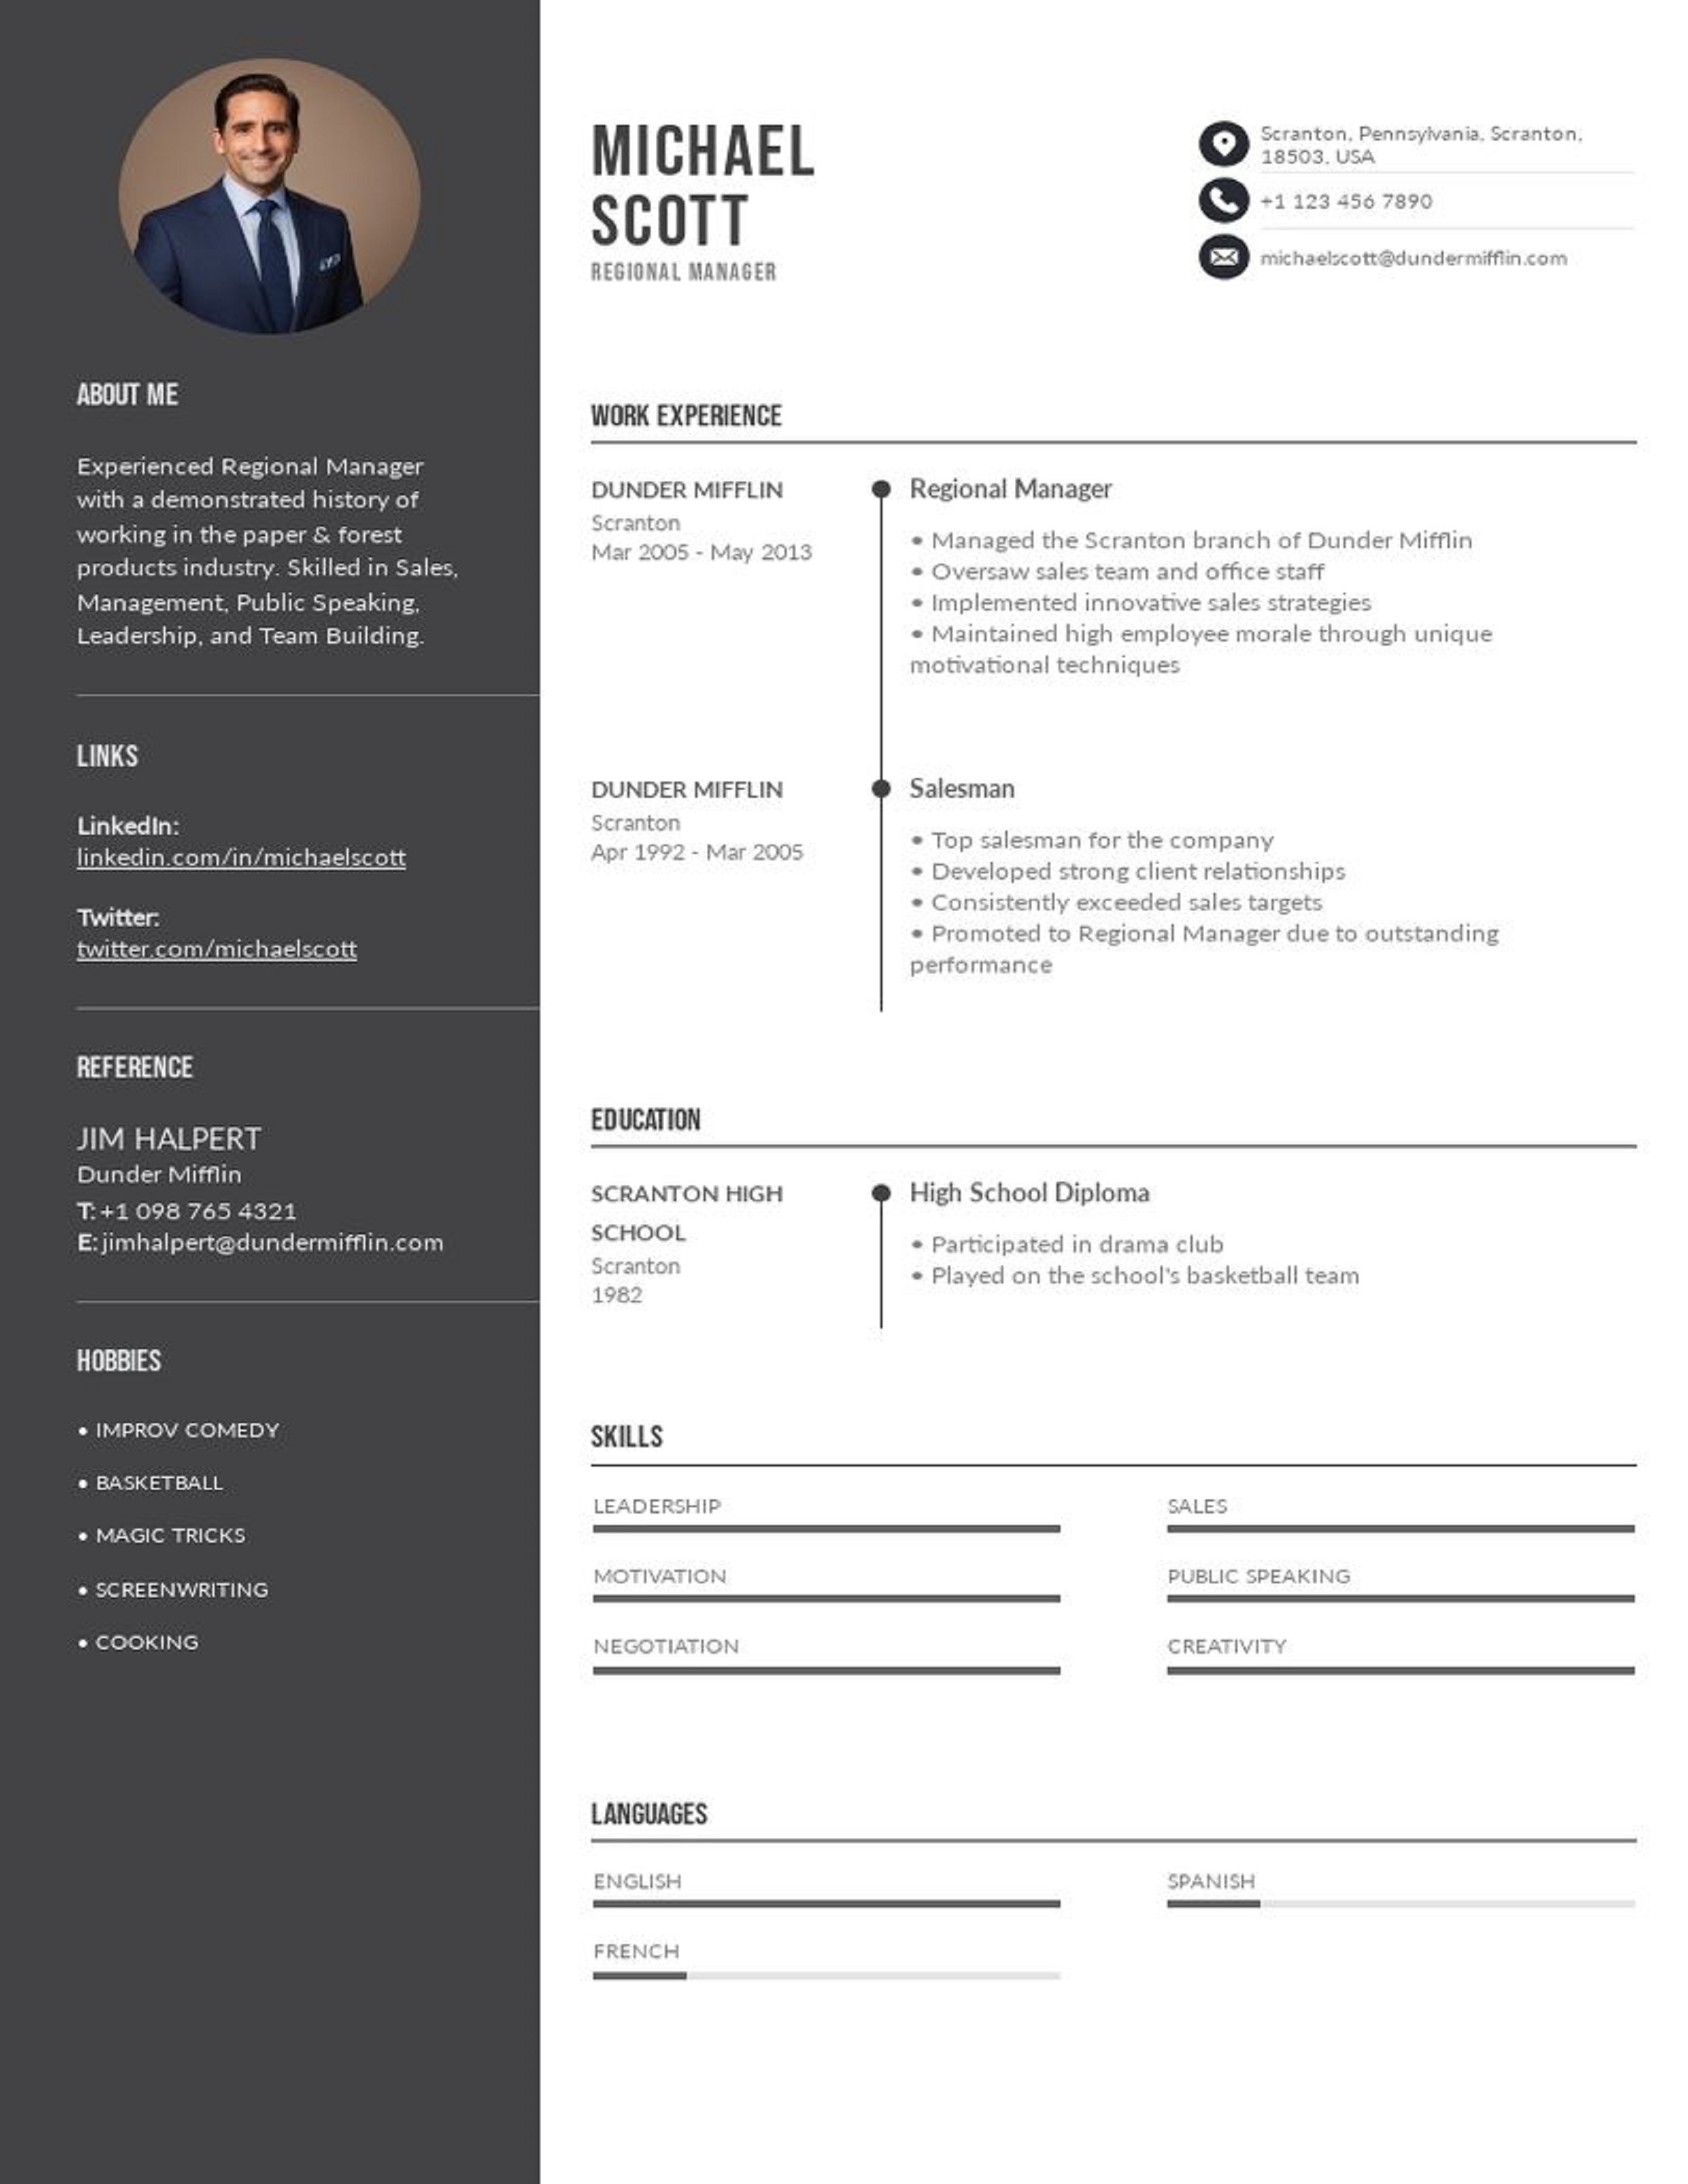 ABOUT ME
Experienced Regional Manager
with a demonstrated history of
working in the paper & forest
products industry. Skilled in Sales,
Management, Public Speaking,
Leadership, and Team Building.
LINKS
LinkedIn:
linkedin.com/in/michaelscott
Twitter:
twitter.com/michaelscott
REFERENCE
JIM HALPERT
Dunder Mifflin
T: +1 098 765 4321
E: jimhalpert@dundermifflin.com
HOBBIES
• IMPROV COMEDY
• BASKETBALL
• MAGIC TRICKS
• SCREENWRITING
• COOKING
MICHAEL
SCOTT
REGIONAL MANAGER
Scranton, Pennsylvania, Scranton,
18503, USA
+1 123 456 7890
michaelscott@dundermifflin.com
WORK EXPERIENCE
DUNDER MIFFLIN
Scranton
Mar 2005 - May 2013
Regional Manager
• Managed the Scranton branch of Dunder Mifflin
• Oversaw sales team and office staff
• Implemented innovative sales strategies
• Maintained high employee morale through unique
motivational techniques
DUNDER MIFFLIN
Scranton
Apr 1992 - Mar 2005
Salesman
• Top salesman for the company
• Developed strong client relationships
• Consistently exceeded sales targets
• Promoted to Regional Manager due to outstanding
performance
EDUCATION
SCRANTON HIGH
SCHOOL
Scranton
1982
High School Diploma
• Participated in drama club
• Played on the school's basketball team
SKILLS
LEADERSHIP
SALES
MOTIVATION
PUBLIC SPEAKING
NEGOTIATION
CREATIVITY
LANGUAGES
ENGLISH
SPANISH
FRENCH